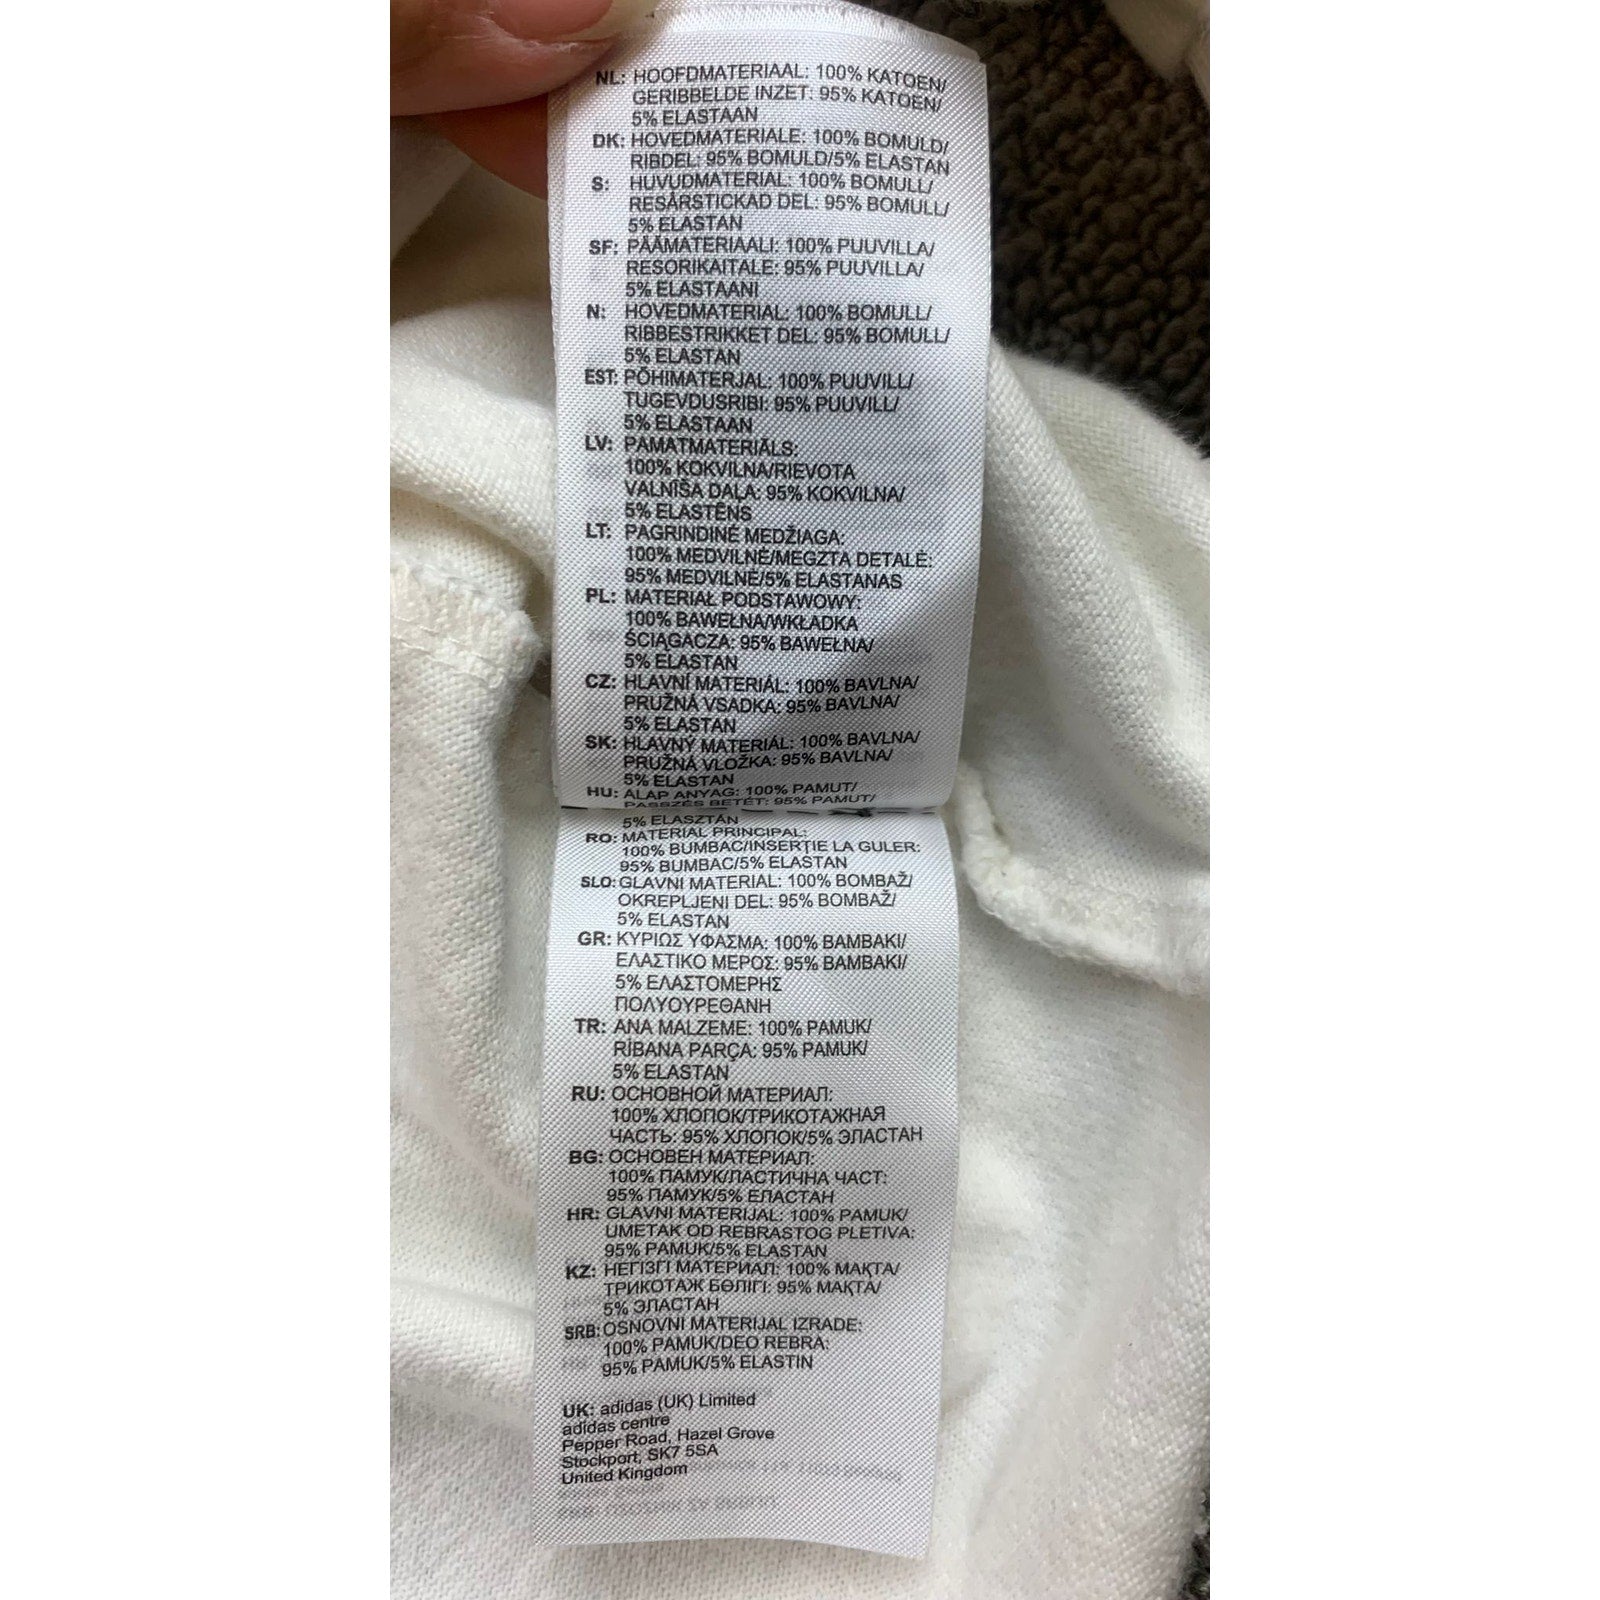 NL: HOOFDMATERIAAL: 100% KATOEN/
GERIBBELDE INZET: 95% KATOEN/
5% ELASTAAN
DK: HOVEDMATERIALE: 100% BOMULD/
RIBDEL: 95% BOMULD/5% ELASTAN
S: HUVUDMATERIAL: 100% BOMULL/
RESÅRSTICKAD DEL: 95% BOMULL/
5% ELASTAN
SF: PÄÄMATERIAALI: 100% PUUVILLA/
RESORIKAITALE: 95% PUUVILLA/
5% ELASTAANI
N: HOVEDMATERIAL: 100% BOMULL/
RIBBESTRIKKET DEL: 95% BOMULL/
5% ELASTAN
EST: PÕHIMATERJAL: 100% PUUVILL/
TUGEVDUSRIBI: 95% PUUVILL/
5% ELASTAAN
LV: PAMATMATERIĀLS:
100% KOKVILNA/RIEVOTA
VALNĪŠA DAĻA: 95% KOKVILNA/
5% ELASTĒNS
LT: PAGRINDINĖ MEDŽIAGA:
100% MEDVILNĖ/MEGZTA DETALĖ:
95% MEDVILNĖ/5% ELASTANAS
PL: MATERIAŁ PODSTAWOWY:
100% BAWEŁNA/WKŁADKA
ŚCIĄGACZA: 95% BAWEŁNA/
5% ELASTAN
CZ: HLAVNÍ MATERIÁL: 100% BAVLNA/
PRUŽNÁ VSADKA: 95% BAVLNA/
5% ELASTAN
SK: HLAVNÝ MATERIÁL: 100% BAVLNA/
PRUŽNÁ VLOŽKA: 95% BAVLNA/
5% ELASTAN
HU: ALAP ANYAG: 100% PAMUT/
PASSZÉS BETÉT: 95% PAMUT/
5% ELASZTÁN
RO: MATERIAL PRINCIPAL:
100% BUMBAC/INSERŢIE LA GULER:
95% BUMBAC/5% ELASTAN
SLO: GLAVNI MATERIAL: 100% BOMBAŽ/
OKREPLJENI DEL: 95% BOMBAŽ/
5% ELASTAN
GR: ΚΥΡΙΩΣ ΥΦΑΣΜΑ: 100% ΒΑΜΒΑΚΙ/
ΕΛΑΣΤΙΚΟ ΜΕΡΟΣ: 95% ΒΑΜΒΑΚΙ/
5% ΕΛΑΣΤΟΜΕΡΗΣ
ΠΟΛΥΟΥΡΕΘΑΝΗ
TR: ANA MALZEME: 100% PAMUK/
RİBANA PARÇA: 95% PAMUK/
5% ELASTAN
RU: ОСНОВНОЙ МАТЕРИАЛ:
100% ХЛОПОК/ТРИКОТАЖНАЯ
ЧАСТЬ: 95% ХЛОПОК/5% ЭЛАСТАН
BG: ОСНОВЕН МАТЕРИАЛ:
100% ПАМУК/ЛАСТИЧНА ЧАСТ:
95% ПАМУК/5% ЕЛАСТАН
HR: GLAVNI MATERIJAL: 100% PAMUK/
UMETAK OD REBRASTOG PLETIVA:
95% PAMUK/5% ELASTAN
KZ: НЕГІЗГІ МАТЕРИАЛ: 100% МАҚТА/
ТРИКОТАЖ БӨЛІГІ: 95% МАҚТА/
5% ЭЛАСТАН
SRB: OSNOVNI MATERIJAL IZRADE:
100% PAMUK/DEO REBRA:
95% PAMUK/5% ELASTIN
UK: adidas (UK) Limited
adidas centre
Pepper Road, Hazel Grove
Stockport, SK7 5SA
United Kingdom